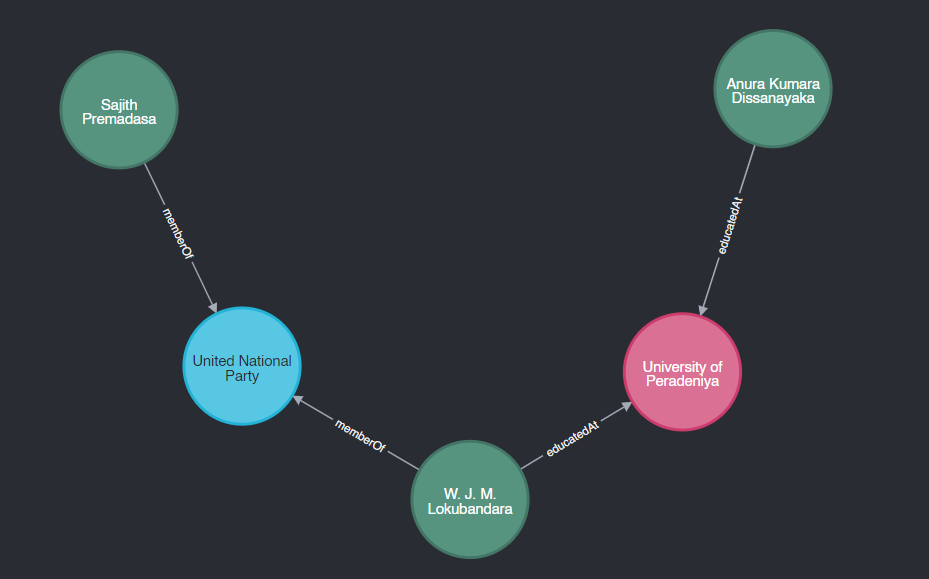 Sajith
Premadasa
Anura Kumara
Dissanayaka
memberOf
educatedAt
United National
Party
University of
Peradeniya
memberOf
educatedAt
W. J. M.
Lokubandara